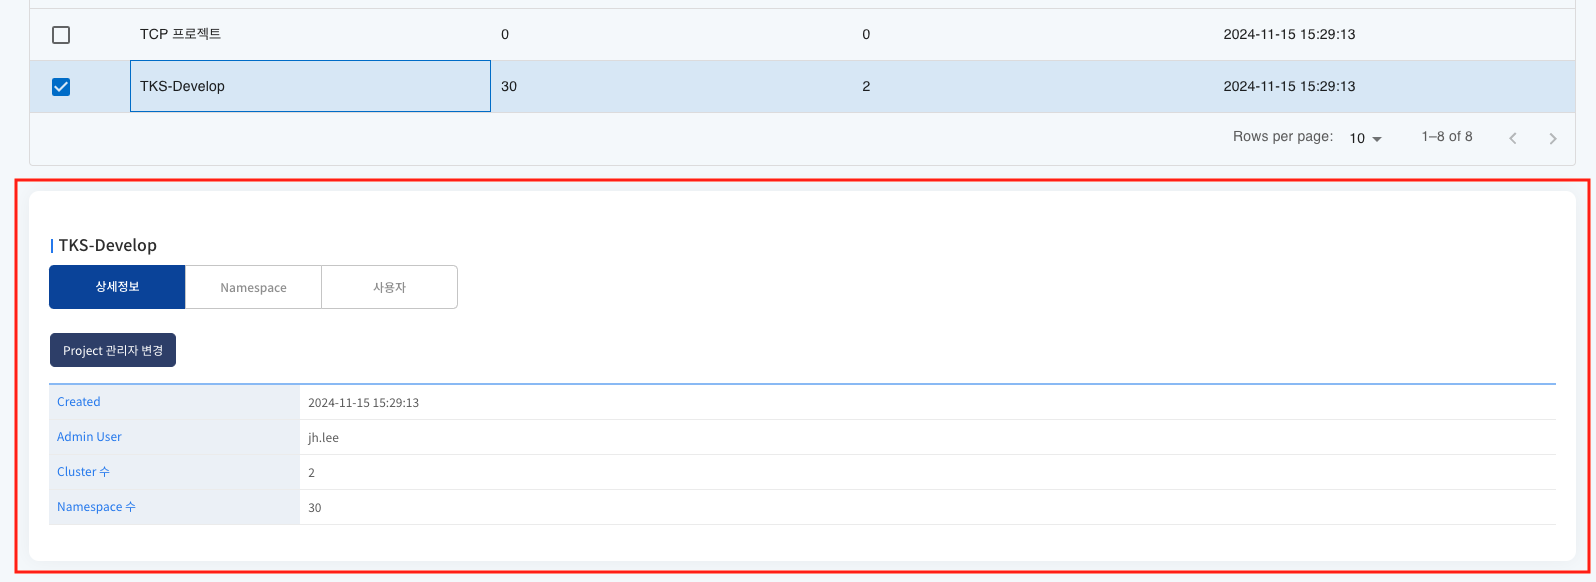 TCP 프로젝트 0 0 2024-11-15 15:29:13
TKS-Develop 30 2 2024-11-15 15:29:13
Rows per page: 10 1–8 of 8
TKS-Develop
상세정보 Namespace 사용자
Project 관리자 변경
Created 2024-11-15 15:29:13
Admin User jh.lee
Cluster 수 2
Namespace 수 30